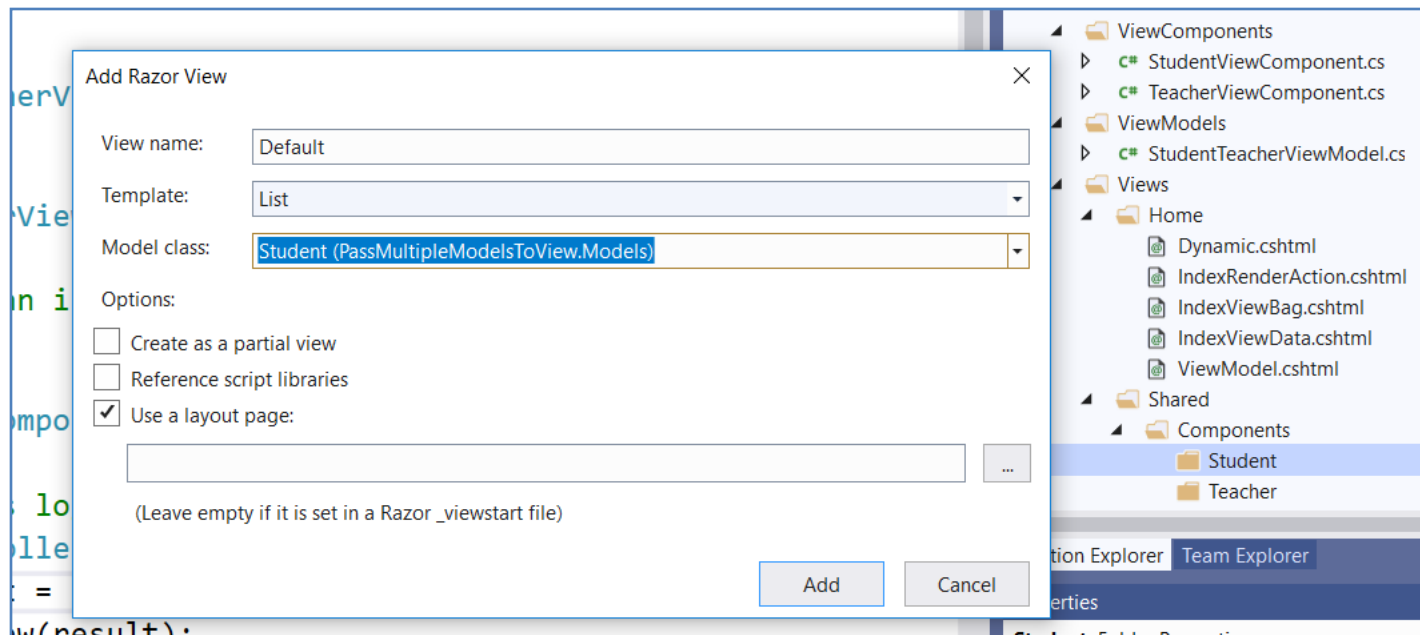 Add Razor View
View name:
Default
Template:
List
Model class:
Student (PassMultipleModelsToView.Models)
Options:
Create as a partial view
Reference script libraries
Use a layout page:
...
(Leave empty if it is set in a Razor _viewstart file)
Add
Cancel
ViewComponents
C# StudentViewComponent.cs
C# TeacherViewComponent.cs
ViewModels
C# StudentTeacherViewModel.cs
Views
Home
Dynamic.cshtml
IndexRenderAction.cshtml
IndexViewBag.cshtml
IndexViewData.cshtml
ViewModel.cshtml
Shared
Components
Student
Teacher
Explorer
Team Explorer